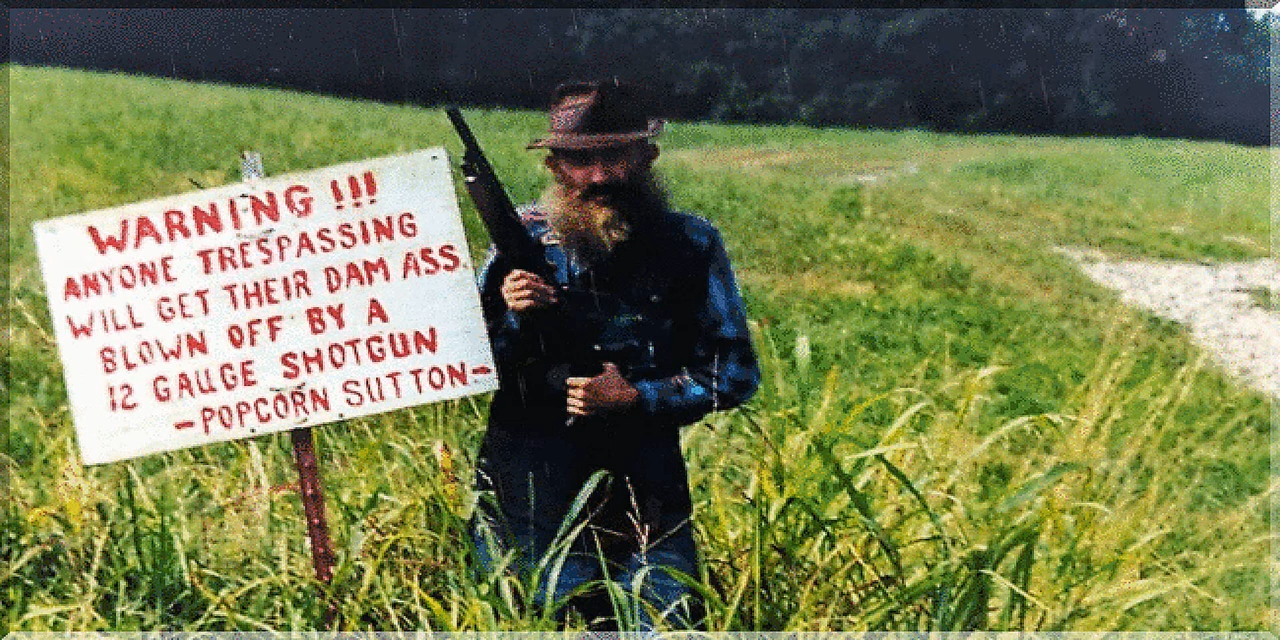 WARNING !!!
ANYONE TRESPASSING
WILL GET THEIR DAM ASS
BLOWN OFF BY A
12 GAUGE SHOTGUN
-POPCORN SUTTON-